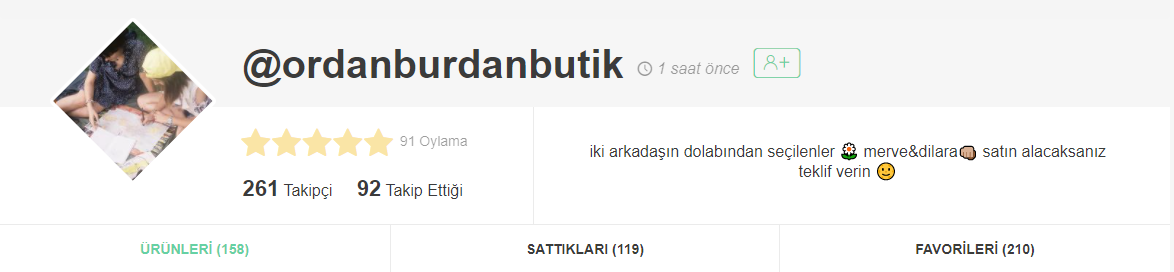 @ordanburdanbutik 1 saat önce
91 Oylama
261 Takipçi 92 Takip Ettiği
iki arkadaşın dolabından seçilenler 🌼 merve&dilara👊🏽 satın alacaksanız
teklif verin 🙂
ÜRÜNLERİ (158) SATTIKLARI (119) FAVORİLERİ (210)